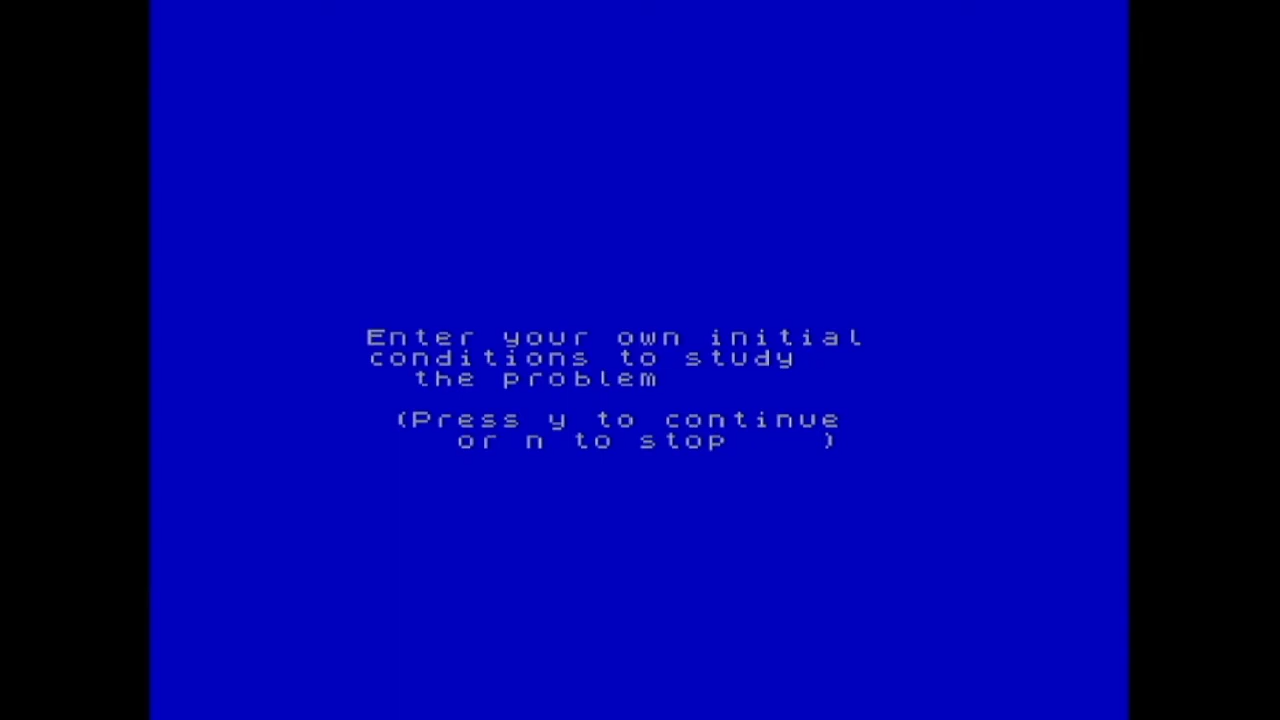 Enter your own initial
conditions to study
the problem
(Press y to continue
or n to stop )